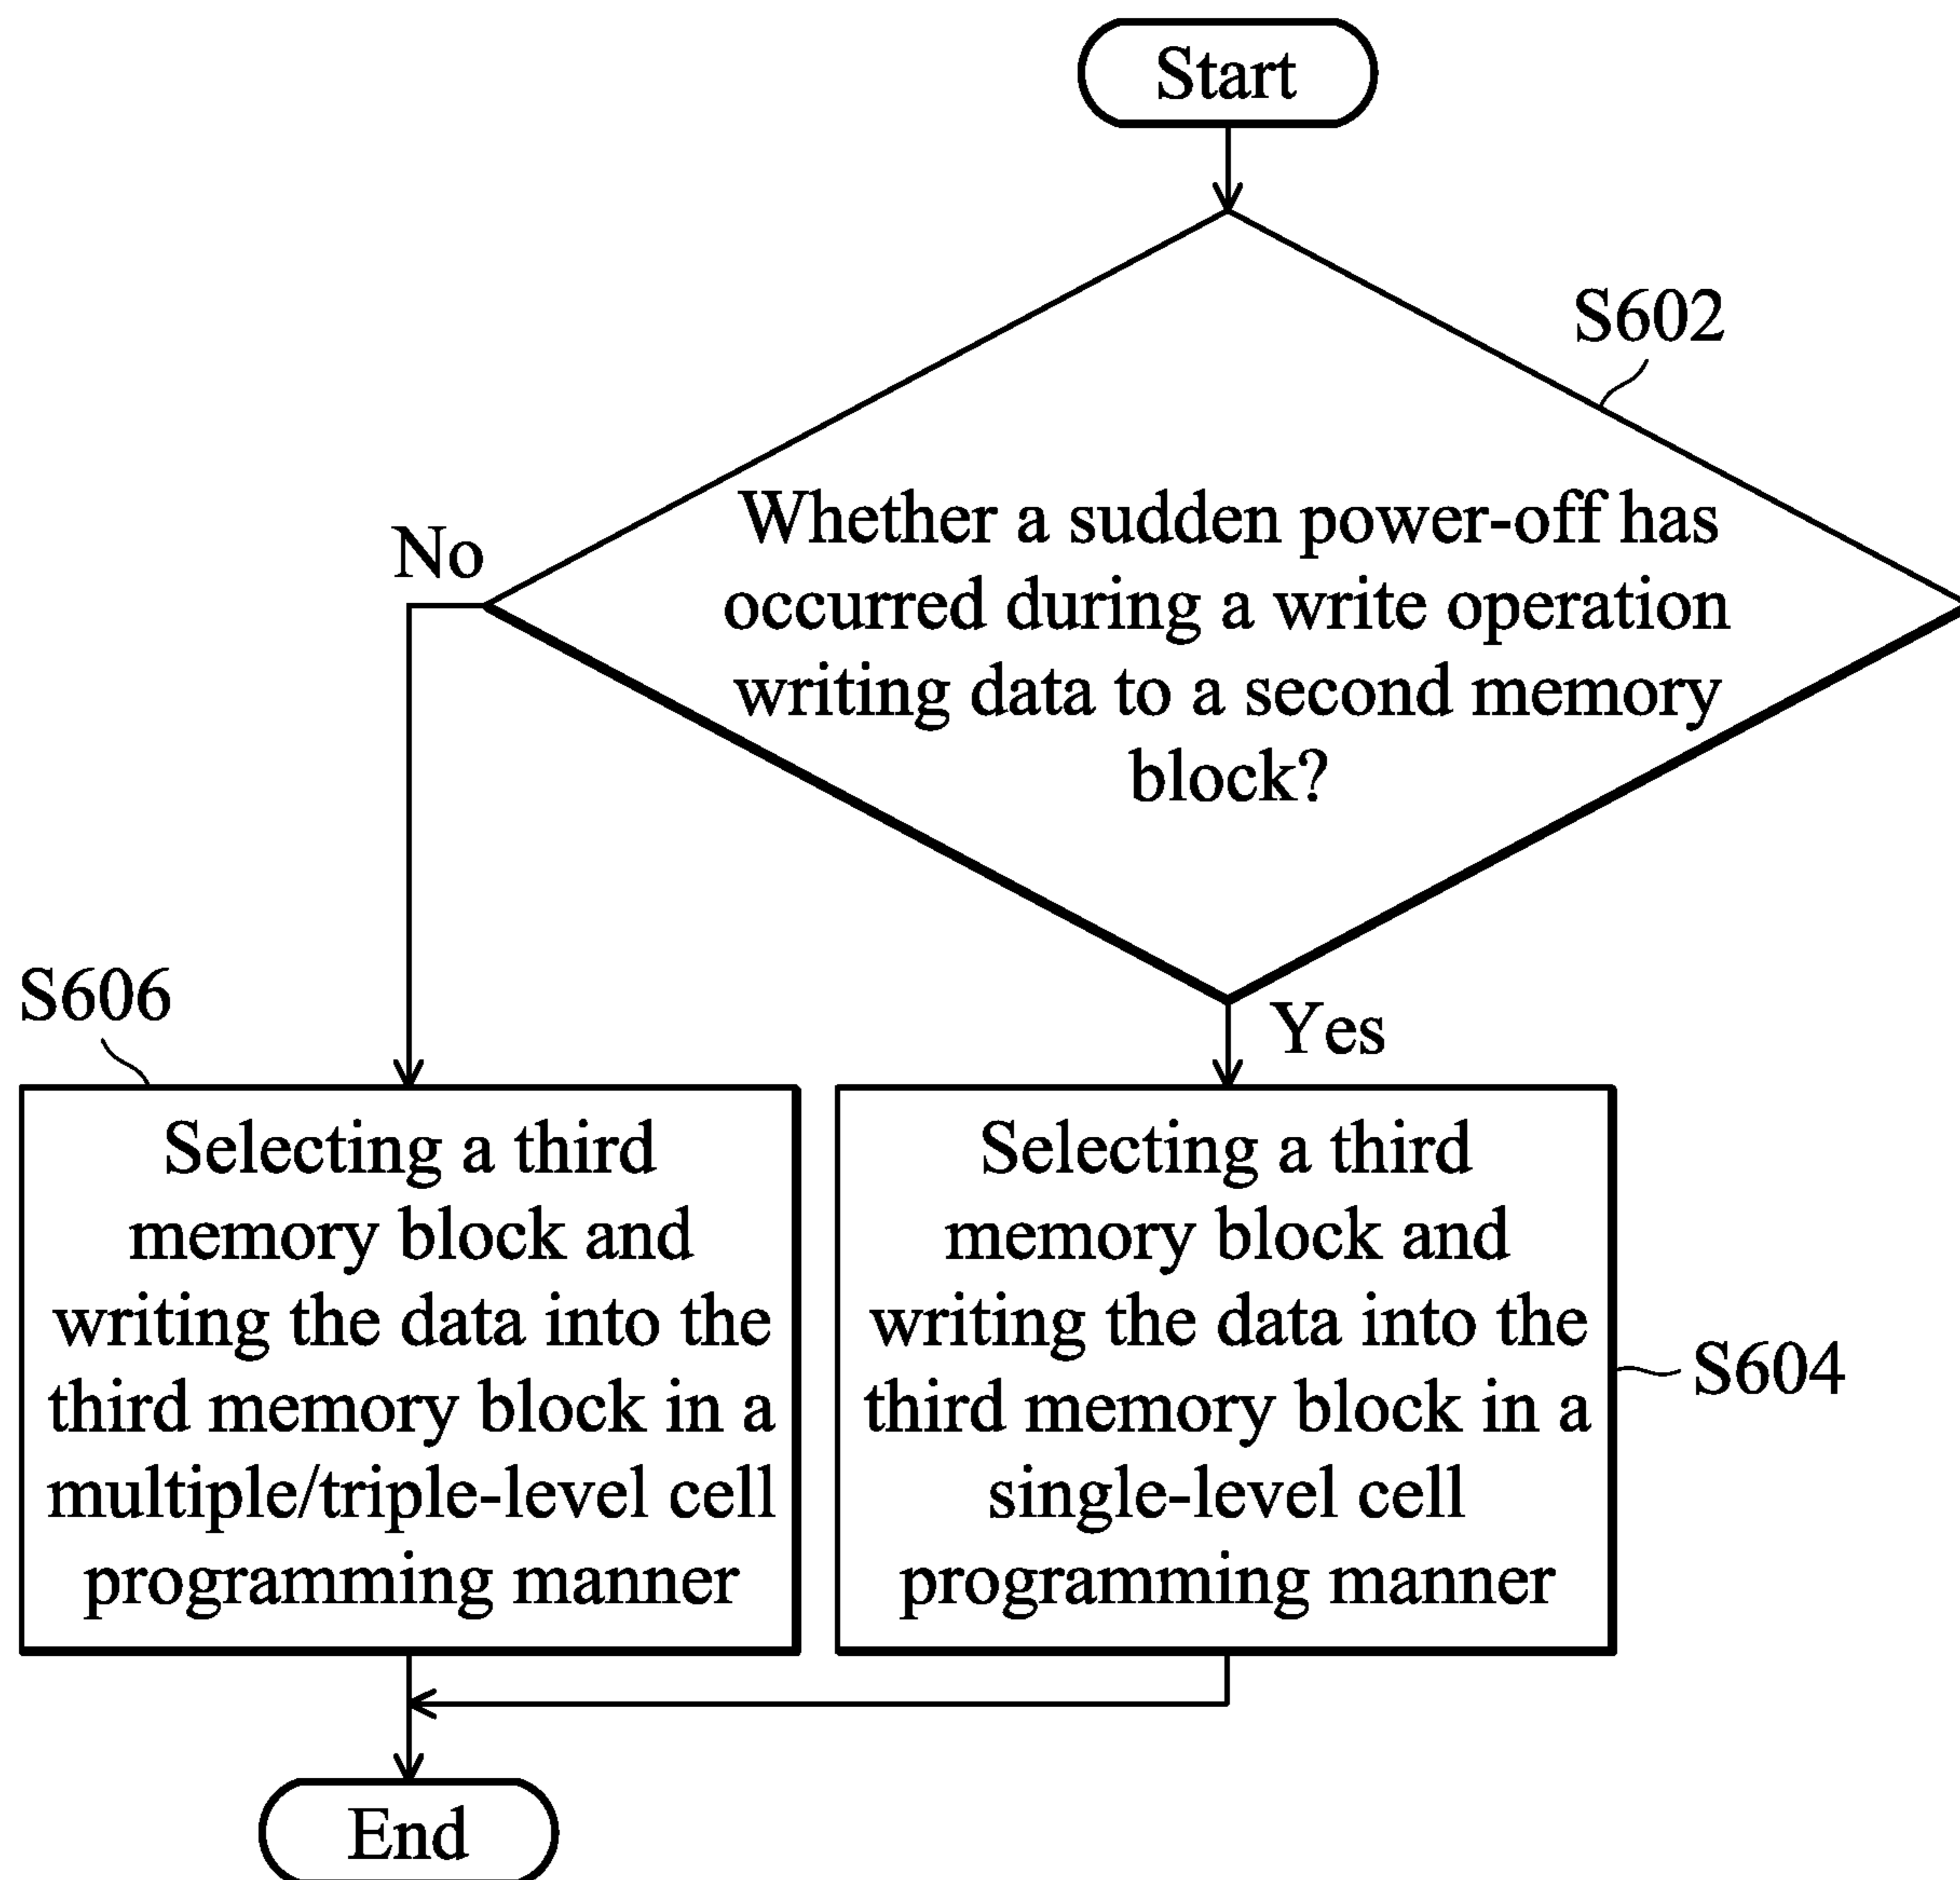 Start
S602
Whether a sudden power-off has
occurred during a write operation
writing data to a second memory
block?
No
Yes
S606
Selecting a third
memory block and
writing the data into the
third memory block in a
multiple/triple-level cell
programming manner
Selecting a third
memory block and
writing the data into the
third memory block in a
single-level cell
programming manner
S604
End